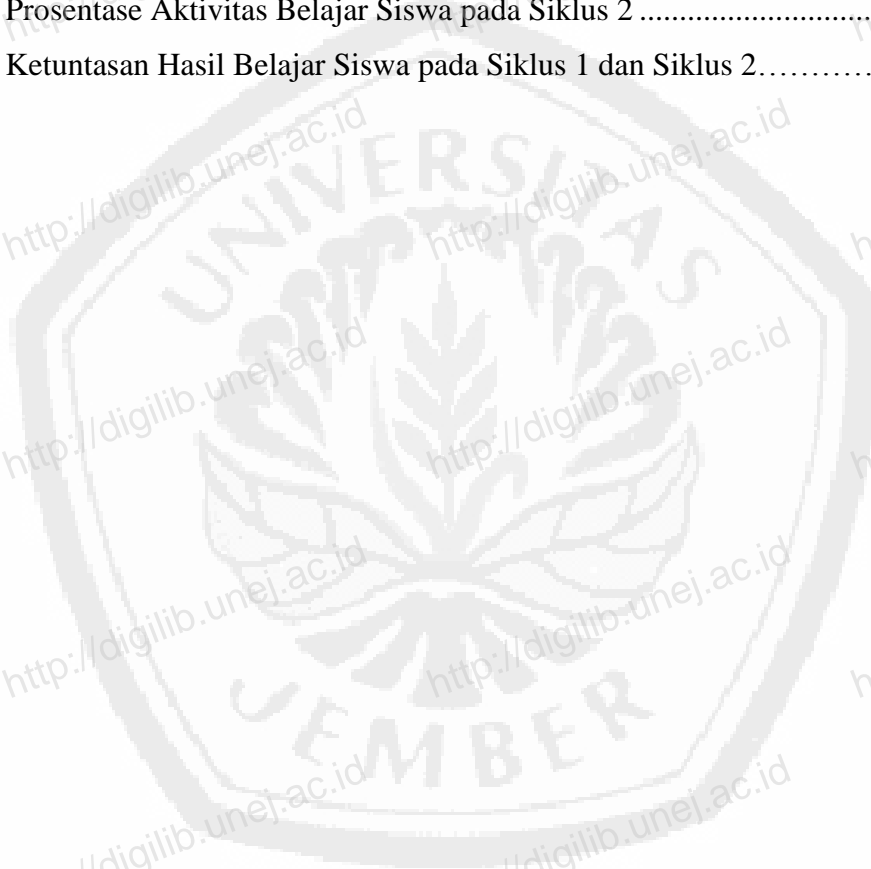 Prosentase Aktivitas Belajar Siswa pada Siklus 2 ............................
Ketuntasan Hasil Belajar Siswa pada Siklus 1 dan Siklus 2…………
http://digilib.unej.ac.id
http://digilib.unej.ac.id
UNIVERSITAS
http://digilib.unej.ac.id
http://digilib.unej.ac.id
http://digilib.unej.ac.id
http://digilib.unej.ac.id
JEMBER
http://digilib.unej.ac.id
http://digilib.unej.ac.id